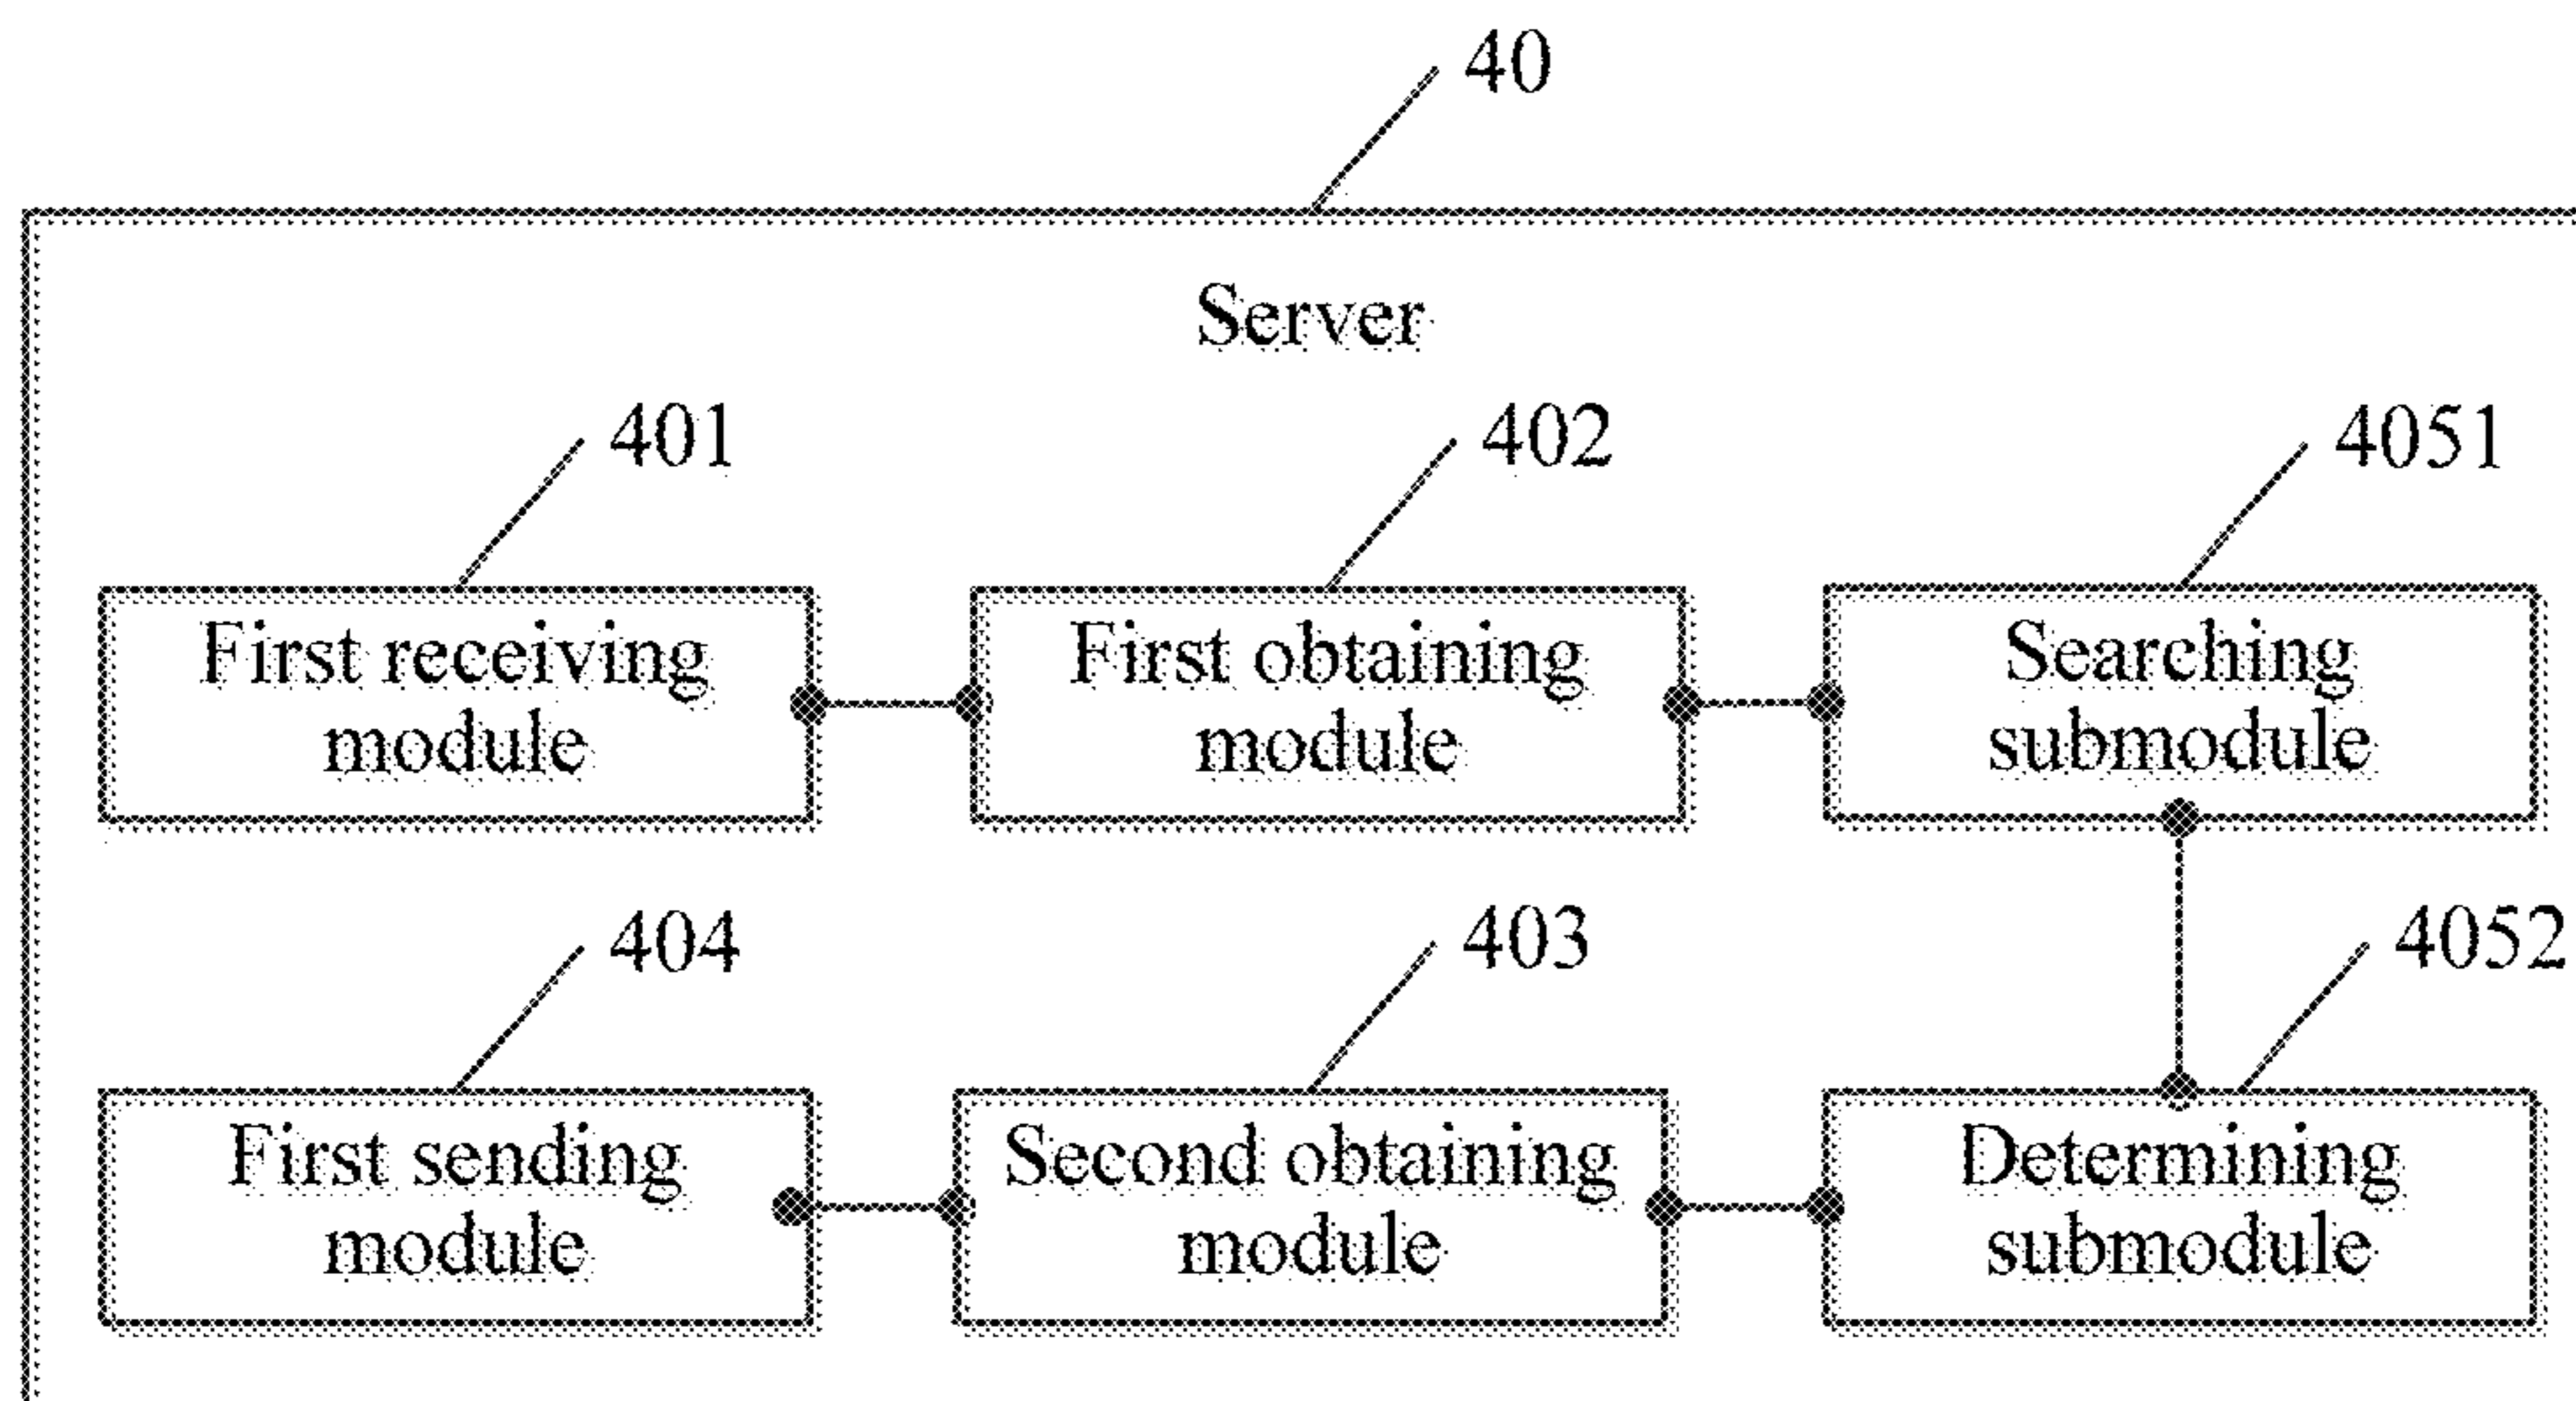 40
Server
401
402
4051
First receiving
module
First obtaining
module
Searching
submodule
404
403
4052
First sending
module
Second obtaining
module
Determining
submodule